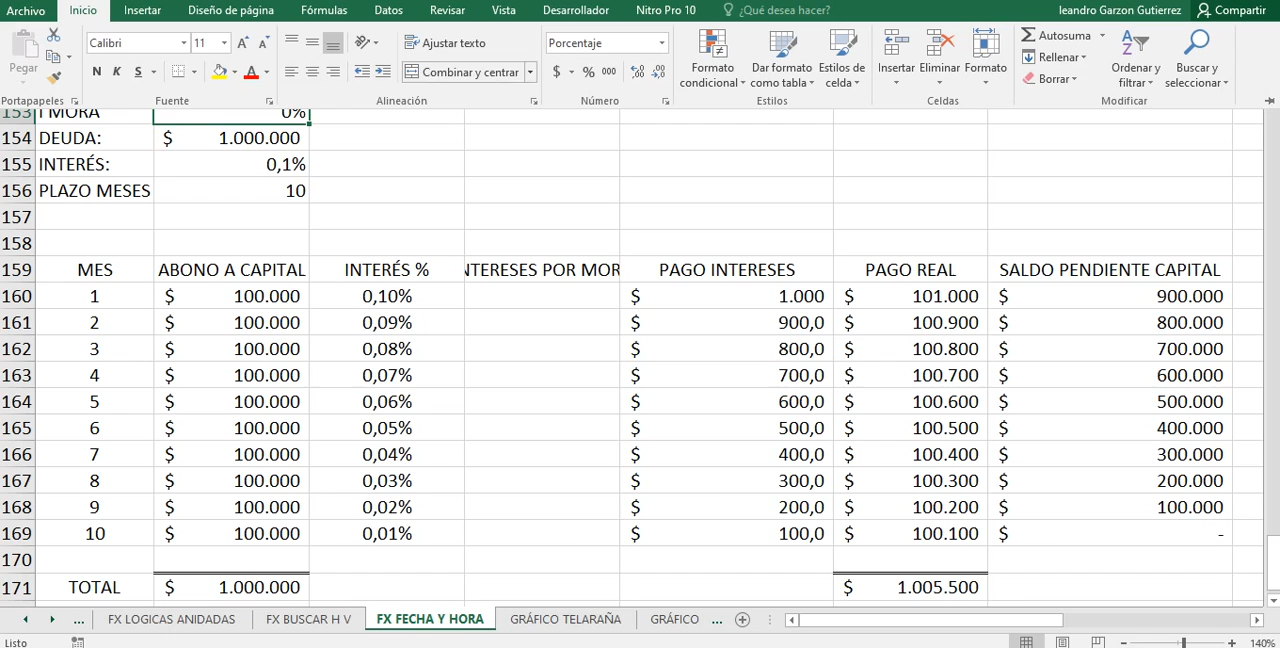 Archivo Inicio Insertar Diseño de página Fórmulas Datos Revisar Vista Desarrollador Nitro Pro 10 ¿Qué desea hacer? leandro Garzon Gutierrez Compartir
Calibri 11 Ajustar texto Porcentaje Σ Autosuma
Pegar N K S Combinar y centrar $ % 000 Formato condicional Dar formato como tabla Estilos de celda Insertar Eliminar Formato Rellenar Borrar Ordenar y filtrar Buscar y seleccionar
Portapapeles Fuente Alineación Número Estilos Celdas Modificar
153 I MORA 0%
154 DEUDA: $ 1.000.000
155 INTERÉS: 0,1%
156 PLAZO MESES 10
157
158
159 MES ABONO A CAPITAL INTERÉS % NTERESES POR MOR PAGO INTERESES PAGO REAL SALDO PENDIENTE CAPITAL
160 1 $ 100.000 0,10% $ 1.000 $ 101.000 $ 900.000
161 2 $ 100.000 0,09% $ 900,0 $ 100.900 $ 800.000
162 3 $ 100.000 0,08% $ 800,0 $ 100.800 $ 700.000
163 4 $ 100.000 0,07% $ 700,0 $ 100.700 $ 600.000
164 5 $ 100.000 0,06% $ 600,0 $ 100.600 $ 500.000
165 6 $ 100.000 0,05% $ 500,0 $ 100.500 $ 400.000
166 7 $ 100.000 0,04% $ 400,0 $ 100.400 $ 300.000
167 8 $ 100.000 0,03% $ 300,0 $ 100.300 $ 200.000
168 9 $ 100.000 0,02% $ 200,0 $ 100.200 $ 100.000
169 10 $ 100.000 0,01% $ 100,0 $ 100.100 $ -
170
171 TOTAL $ 1.000.000 $ 1.005.500
... FX LOGICAS ANIDADAS FX BUSCAR H V FX FECHA Y HORA GRÁFICO TELARAÑA GRÁFICO ...
Listo 140%